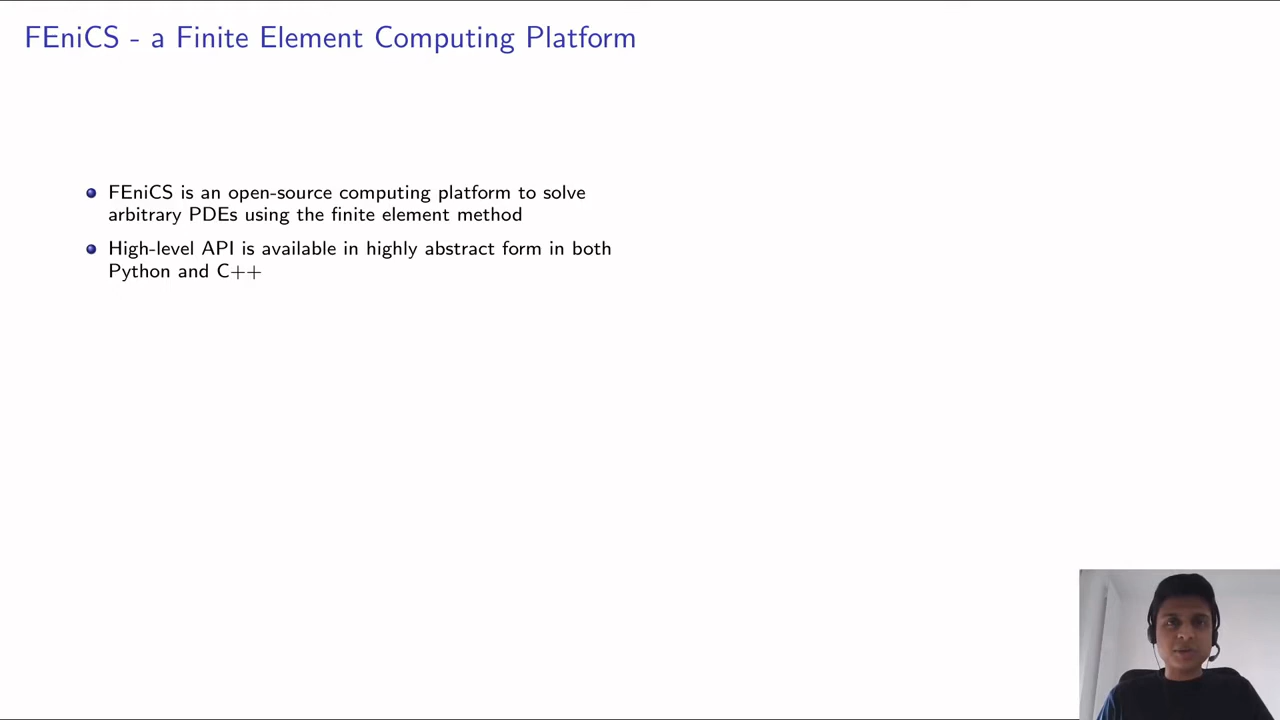 FEniCS - a Finite Element Computing Platform
FEniCS is an open-source computing platform to solve
arbitrary PDEs using the finite element method
High-level API is available in highly abstract form in both
Python and C++